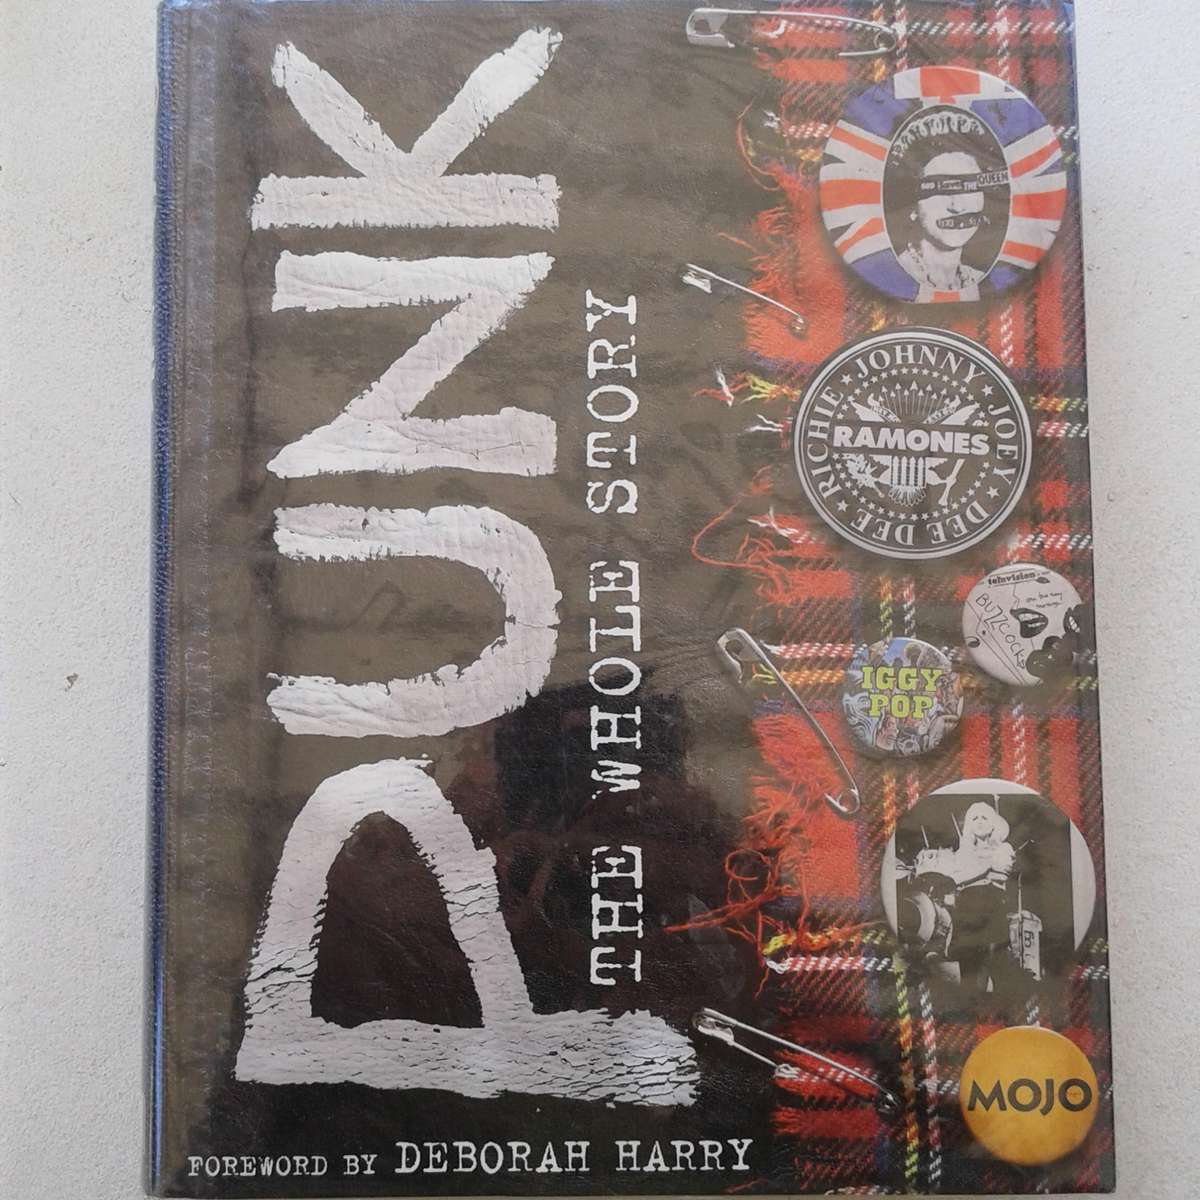 PUNK
THE WHOLE STORY
FOREWORD BY DEBORAH HARRY
GOD SAVE THE QUEEN
RAMONES
JOHNNY ★ JOEY ★ DEE DEE ★ RICHIE ★
television
BUZZCOCKS
IGGY
POP
MOJO